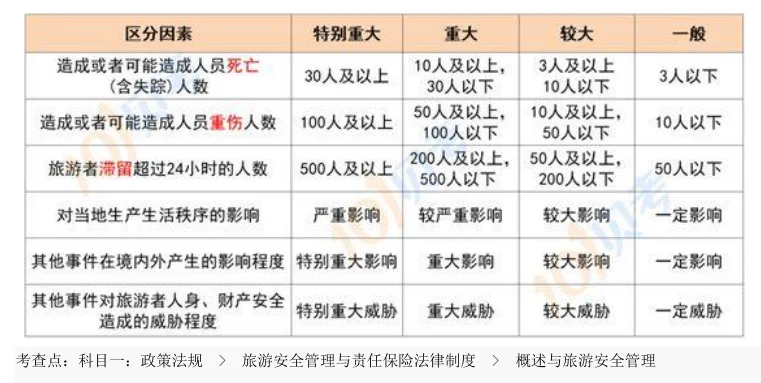 区分因素 特别重大 重大 较大 一般
造成或者可能造成人员死亡
(含失踪)人数
30人及以上
10人及以上，
30人以下
3人及以上
10人以下
3人以下
造成或者可能造成人员重伤人数
100人及以上
50人及以上，
100人以下
10人及以上，
50人以下
10人以下
旅游者滞留超过24小时的人数
500人及以上
200人及以上，
500人以下
50人及以上，
200人以下
50人以下
对当地生产生活秩序的影响 严重影响 较严重影响 较大影响 一定影响
其他事件在境内外产生的影响程度 特别重大影响 重大影响 较大影响 一定影响
其他事件对旅游者人身、财产安全
造成的威胁程度
特别重大威胁 重大威胁 较大威胁 一定威胁
考查点：科目一：政策法规 > 旅游安全管理与责任保险法律制度 > 概述与旅游安全管理